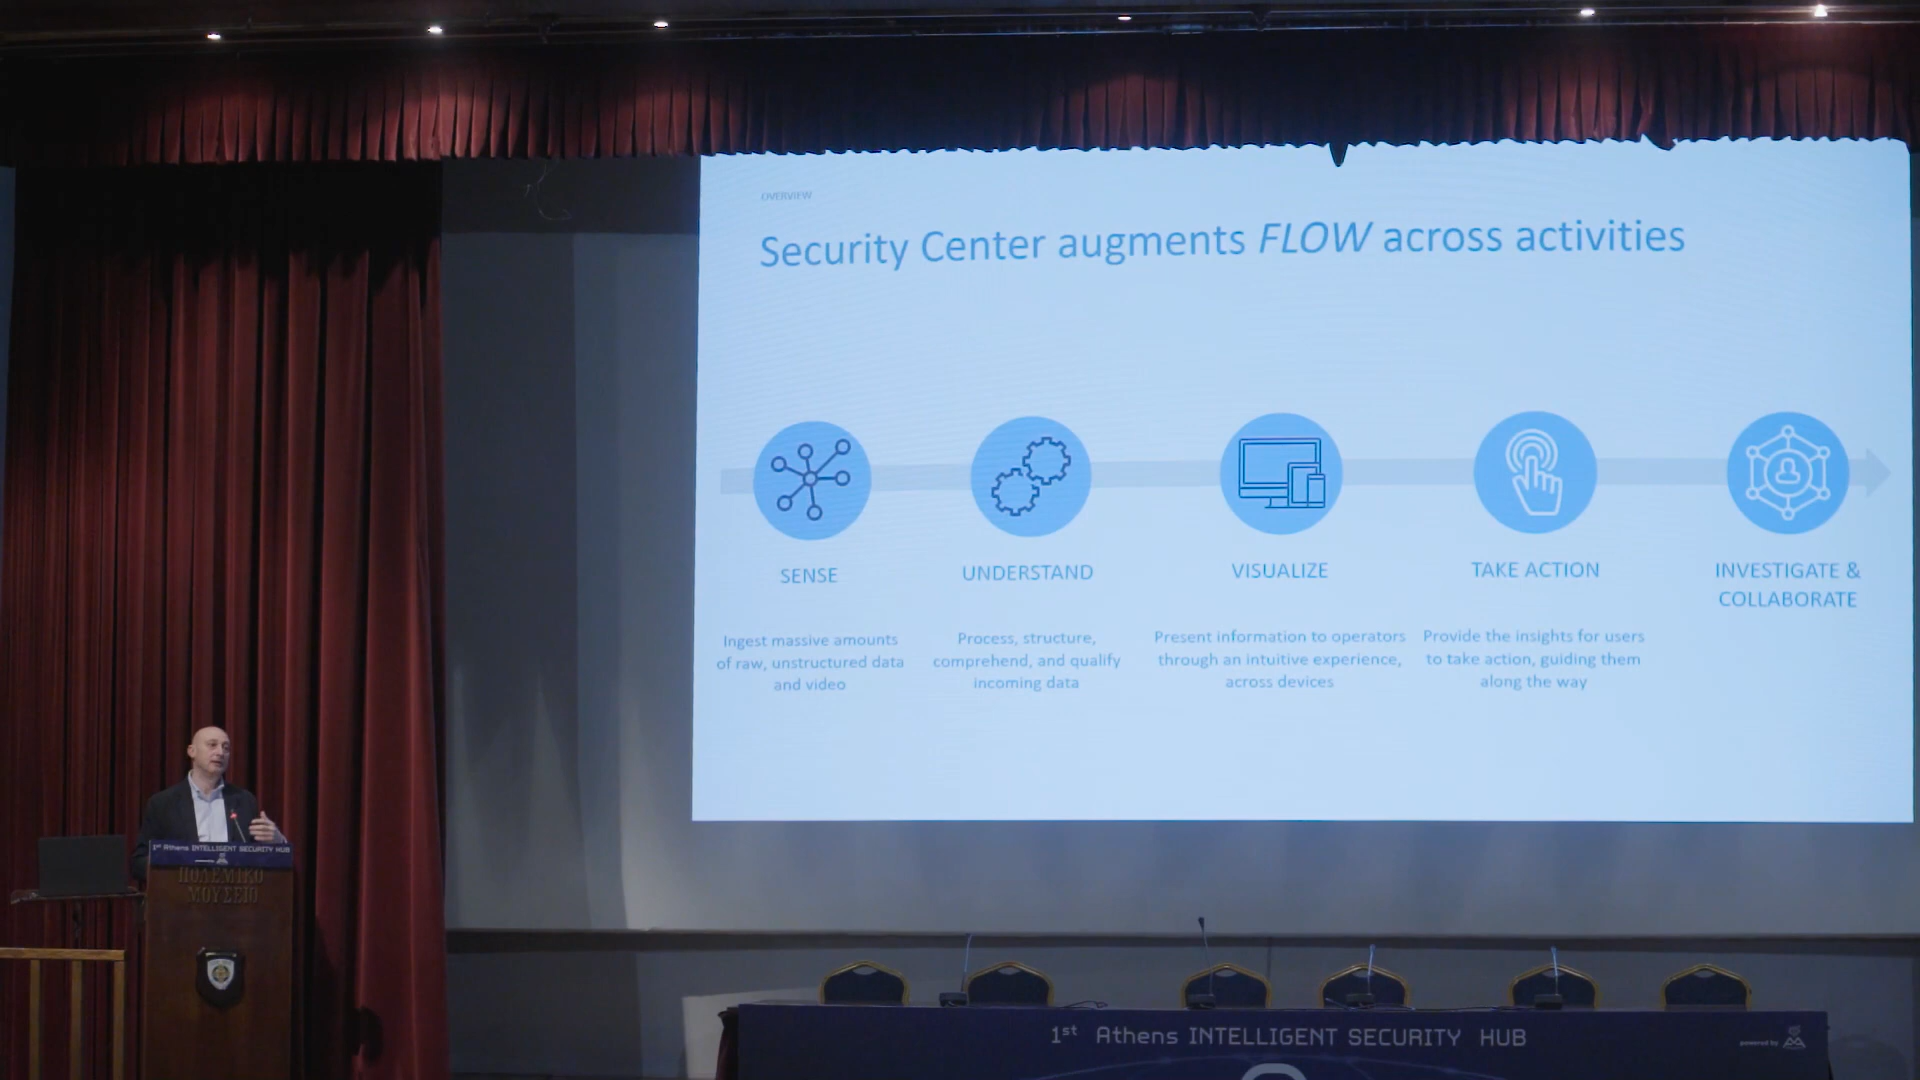 OVERVIEW
Security Center augments FLOW across activities
SENSE
Ingest massive amounts
of raw, unstructured data
and video
UNDERSTAND
Process, structure,
comprehend, and qualify
incoming data
VISUALIZE
Present information to operators
through an intuitive experience,
across devices
TAKE ACTION
Provide the insights for users
to take action, guiding them
along the way
INVESTIGATE &
COLLABORATE
1st Athens INTELLIGENT SECURITY HUB
ΠΟΛΕΜΙΚΟ
ΜΟΥΣΕΙΟ
1st Athens INTELLIGENT SECURITY HUB
powered by